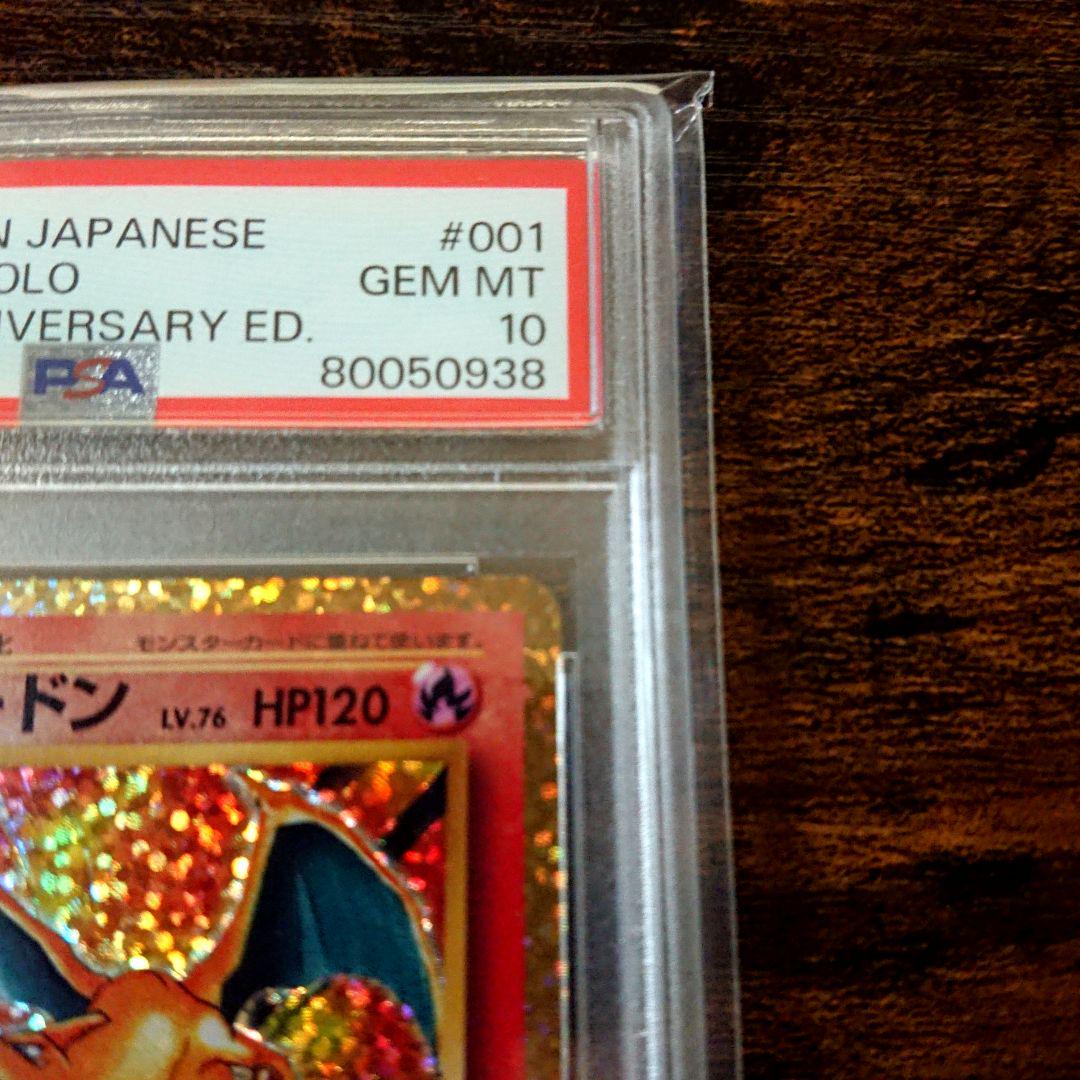 N JAPANESE #001
OLO GEM MT
IVERSARY ED. 10
PSA 80050938
モンスターカードに重ねて使います。
ードン LV.76 HP120